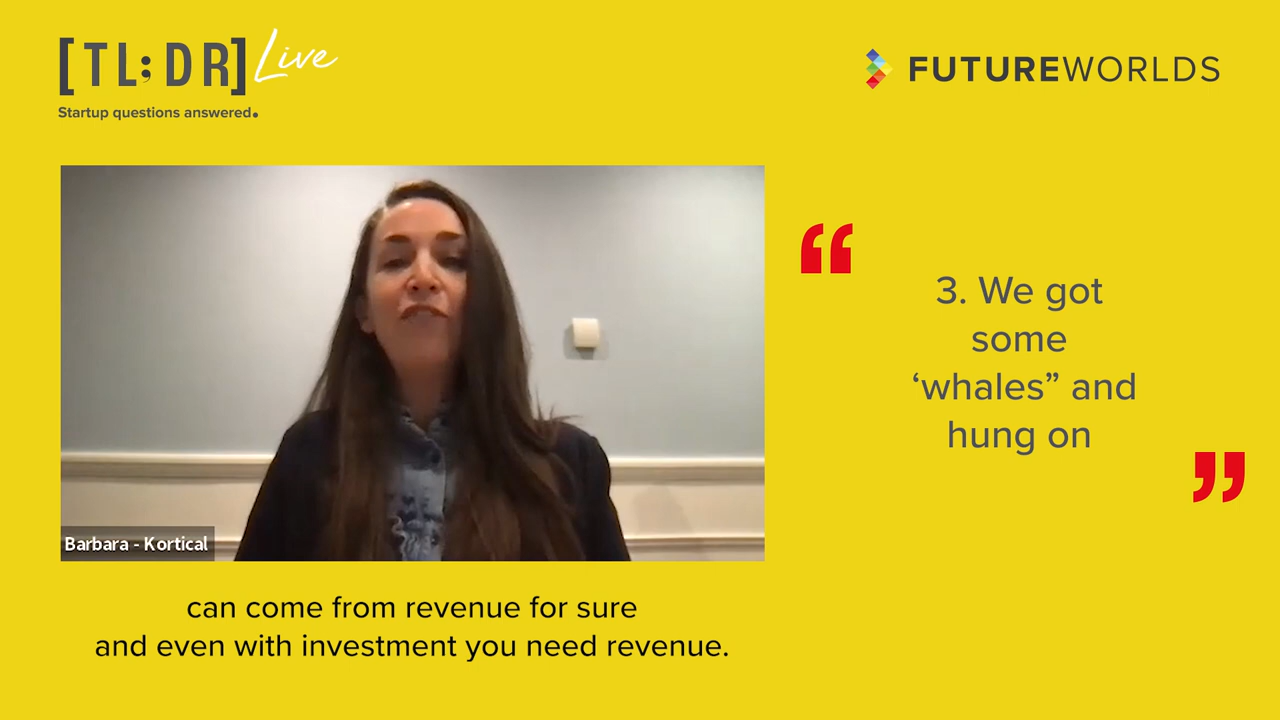 [TL;DR] Live
Startup questions answered.
FUTUREWORLDS
“
3. We got
some
‘whales” and
hung on
”
Barbara - Kortical
can come from revenue for sure
and even with investment you need revenue.